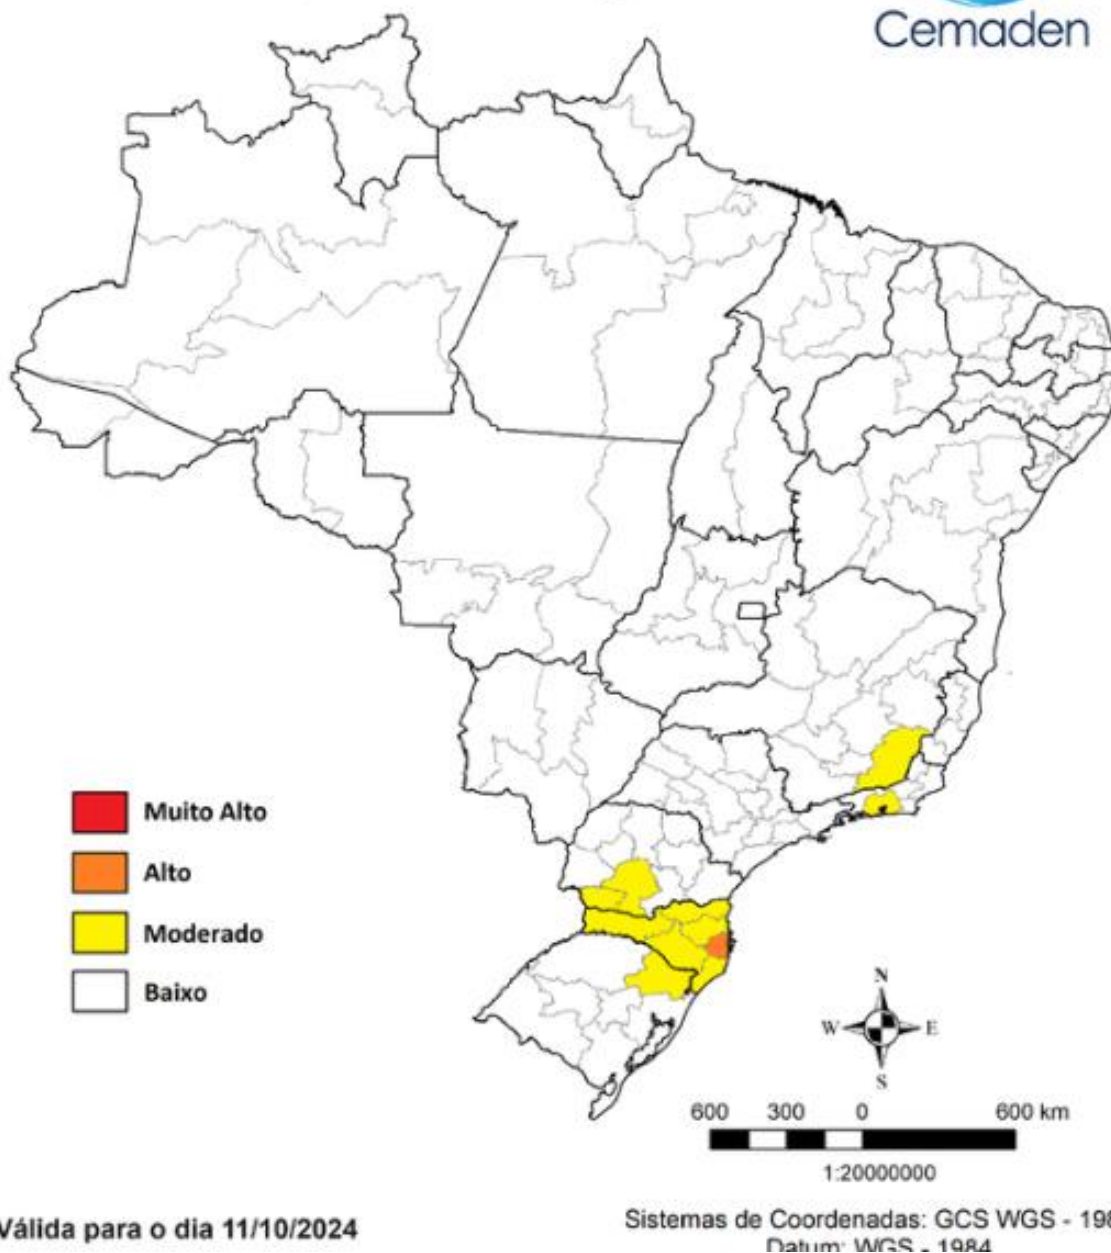 Cemaden
Muito Alto
Alto
Moderado
Baixo
N
W E
S
600 300 0 600 km
1:20000000
Válida para o dia 11/10/2024
Sistemas de Coordenadas: GCS WGS - 198
Datum: WGS - 1984